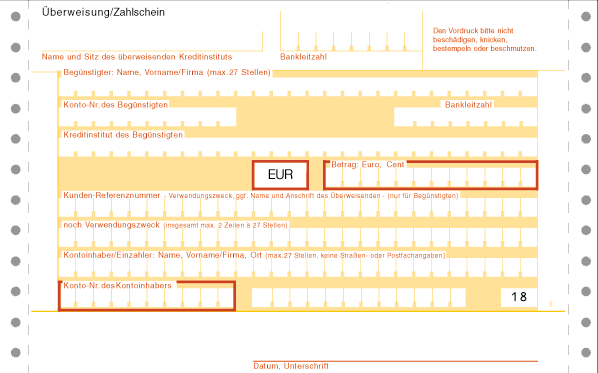 Überweisung/Zahlschein
Den Vordruck bitte nicht
beschädigen, knicken,
bestempeln oder beschmutzen.
Name und Sitz des überweisenden Kreditinstituts Bankleitzahl
Begünstigter: Name, Vorname/Firma (max. 27 Stellen)
Konto-Nr. des Begünstigten Bankleitzahl
Kreditinstitut des Begünstigten
EUR Betrag: Euro, Cent
Kunden-Referenznummer - Verwendungszweck, ggf. Name und Anschrift des Überweisenden - (nur für Begünstigten)
noch Verwendungszweck (insgesamt max. 2 Zeilen à 27 Stellen)
Kontoinhaber/Einzahler: Name, Vorname/Firma, Ort (max. 27 Stellen, keine Straßen- oder Postfachangaben)
Konto-Nr. des Kontoinhabers
18
Datum, Unterschrift